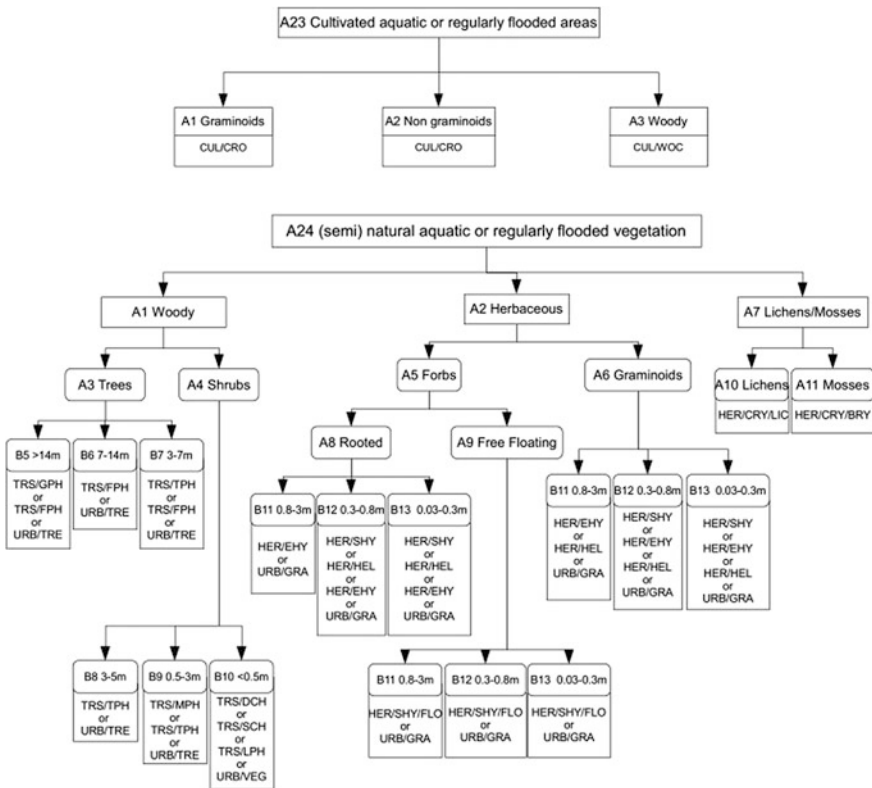 A23 Cultivated aquatic or regularly flooded areas
A1 Graminoids
CUL/CRO
A2 Non graminoids
CUL/CRO
A3 Woody
CUL/WOC
A24 (semi) natural aquatic or regularly flooded vegetation
A1 Woody
A2 Herbaceous
A7 Lichens/Mosses
A3 Trees
A4 Shrubs
A5 Forbs
A6 Graminoids
A10 Lichens
HER/CRY/LIC
A11 Mosses
HER/CRY/BRY
A8 Rooted
A9 Free Floating
B5 >14m
TRS/GPH
or
TRS/FPH
or
URB/TRE
B6 7-14m
TRS/FPH
or
URB/TRE
B7 3-7m
TRS/TPH
or
TRS/FPH
or
URB/TRE
B11 0.8-3m
HER/EHY
or
URB/GRA
B12 0.3-0.8m
HER/SHY
or
HER/HEL
or
HER/EHY
or
URB/GRA
B13 0.03-0.3m
HER/SHY
or
HER/HEL
or
HER/EHY
or
URB/GRA
B11 0.8-3m
HER/EHY
or
HER/HEL
or
URB/GRA
B12 0.3-0.8m
HER/SHY
or
HER/EHY
or
HER/HEL
or
URB/GRA
B13 0.03-0.3m
HER/SHY
or
HER/EHY
or
HER/HEL
or
URB/GRA
B8 3-5m
TRS/TPH
or
URB/TRE
B9 0.5-3m
TRS/MPH
or
TRS/TPH
or
URB/TRE
B10 <0.5m
TRS/DCH
or
TRS/SCH
or
TRS/LPH
or
URB/VEG
B11 0.8-3m
HER/SHY/FLO
or
URB/GRA
B12 0.3-0.8m
HER/SHY/FLO
or
URB/GRA
B13 0.03-0.3m
HER/SHY/FLO
or
URB/GRA